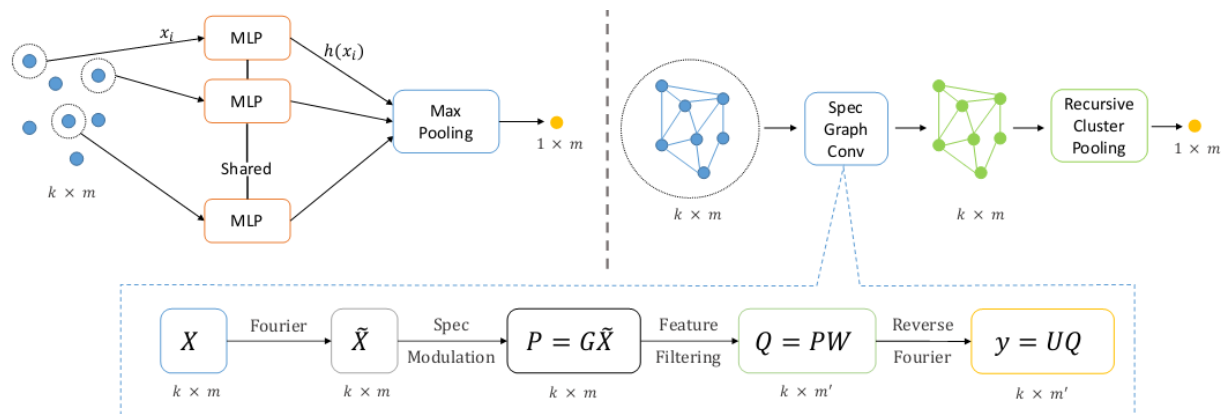 x_i
MLP
h(x_i)
MLP
Shared
MLP
k × m
Max
Pooling
1 × m
k × m
Spec
Graph
Conv
k × m
Recursive
Cluster
Pooling
1 × m
X
k × m
Fourier
X̃
k × m
Spec
Modulation
P = GX̃
k × m
Feature
Filtering
Q = PW
k × m′
Reverse
Fourier
y = UQ
k × m′